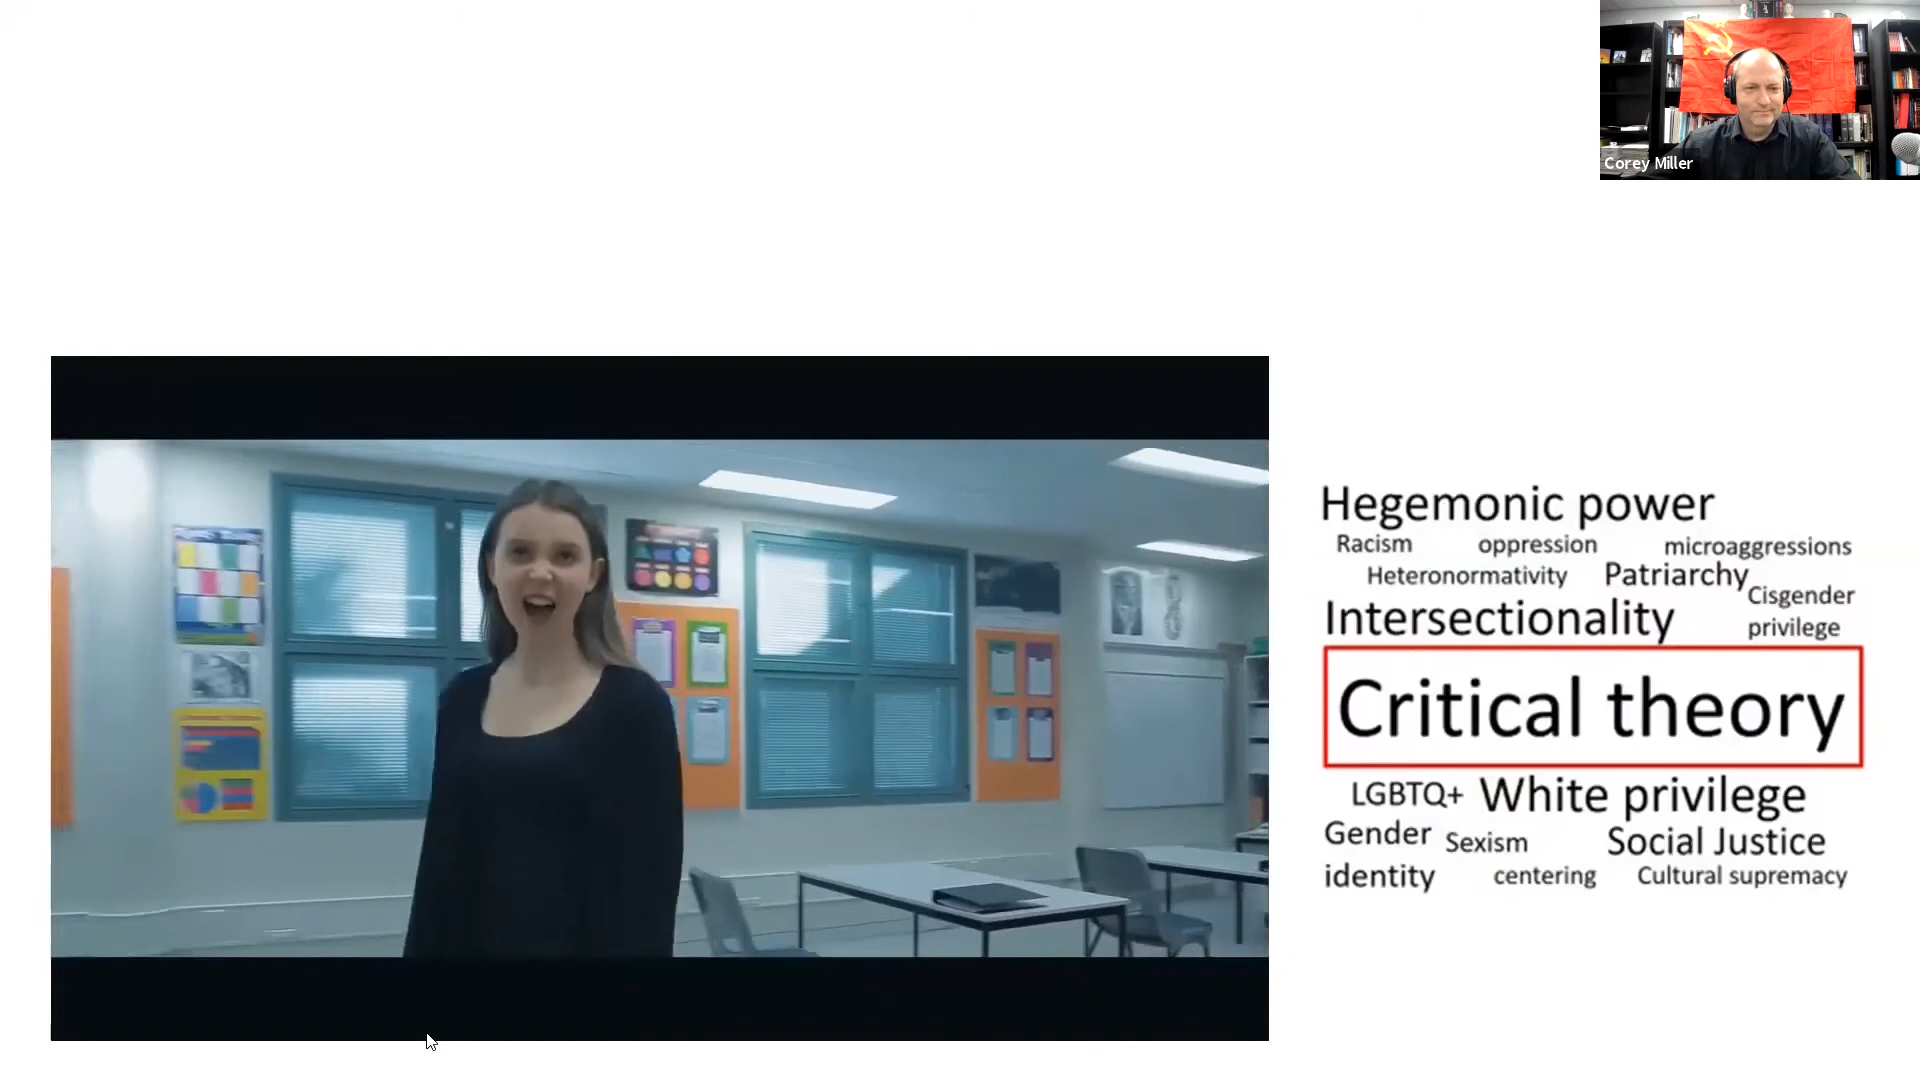 Corey Miller
Hegemonic power
Racism oppression microaggressions
Heteronormativity Patriarchy
Cisgender
Intersectionality privilege
Critical theory
LGBTQ+ White privilege
Gender Sexism Social Justice
identity centering Cultural supremacy